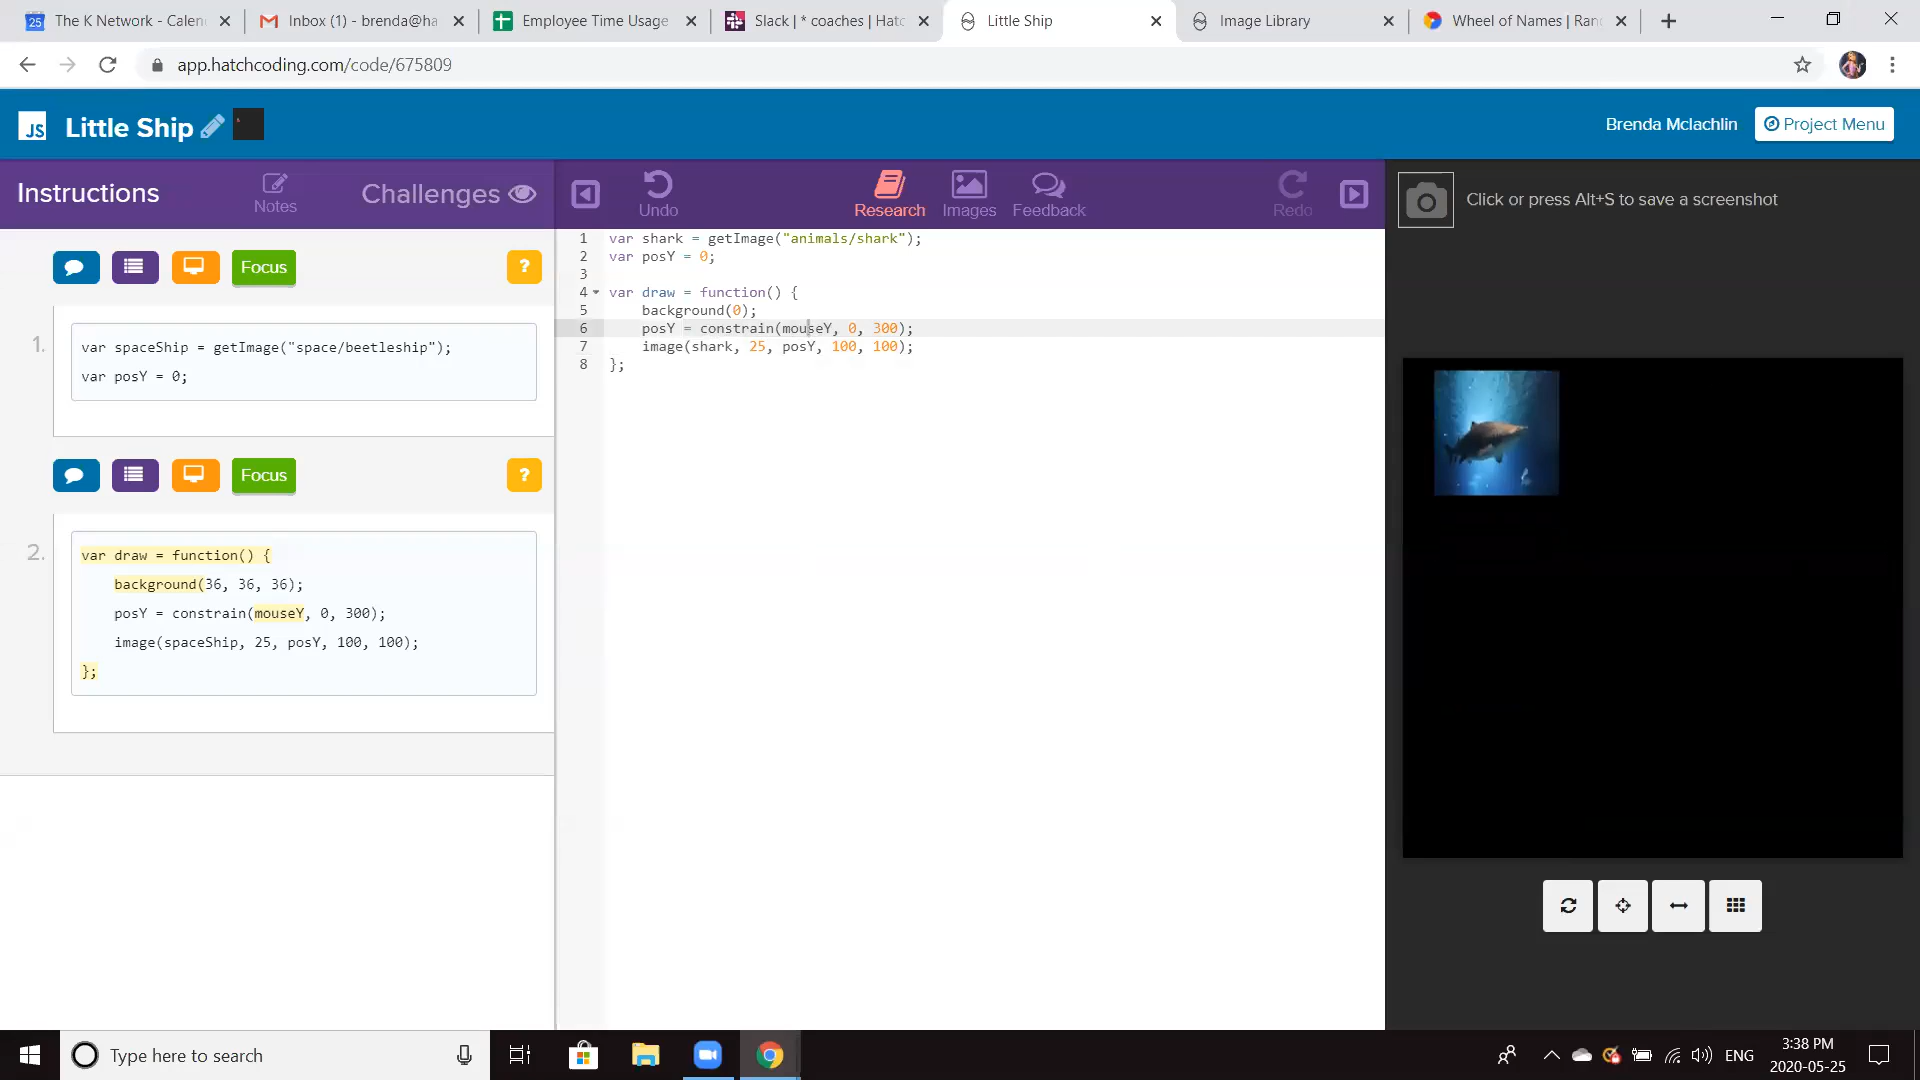 25 The K Network - Calen
Inbox (1) - brenda@ha
Employee Time Usage
Slack | * coaches | Hatc
Little Ship
Image Library
Wheel of Names | Ran
app.hatchcoding.com/code/675809
JS Little Ship
Brenda Mclachlin
Project Menu
Instructions
Notes
Challenges
Undo
Research
Images
Feedback
Redo
Click or press Alt+S to save a screenshot
Focus
?
1.
var spaceShip = getImage("space/beetleship");
var posY = 0;
Focus
?
2.
var draw = function() {
background(36, 36, 36);
posY = constrain(mouseY, 0, 300);
image(spaceShip, 25, posY, 100, 100);
};
1 var shark = getImage("animals/shark");
2 var posY = 0;
3
4 var draw = function() {
5 background(0);
6 posY = constrain(mouseY, 0, 300);
7 image(shark, 25, posY, 100, 100);
8 };
Type here to search
ENG
3:38 PM
2020-05-25